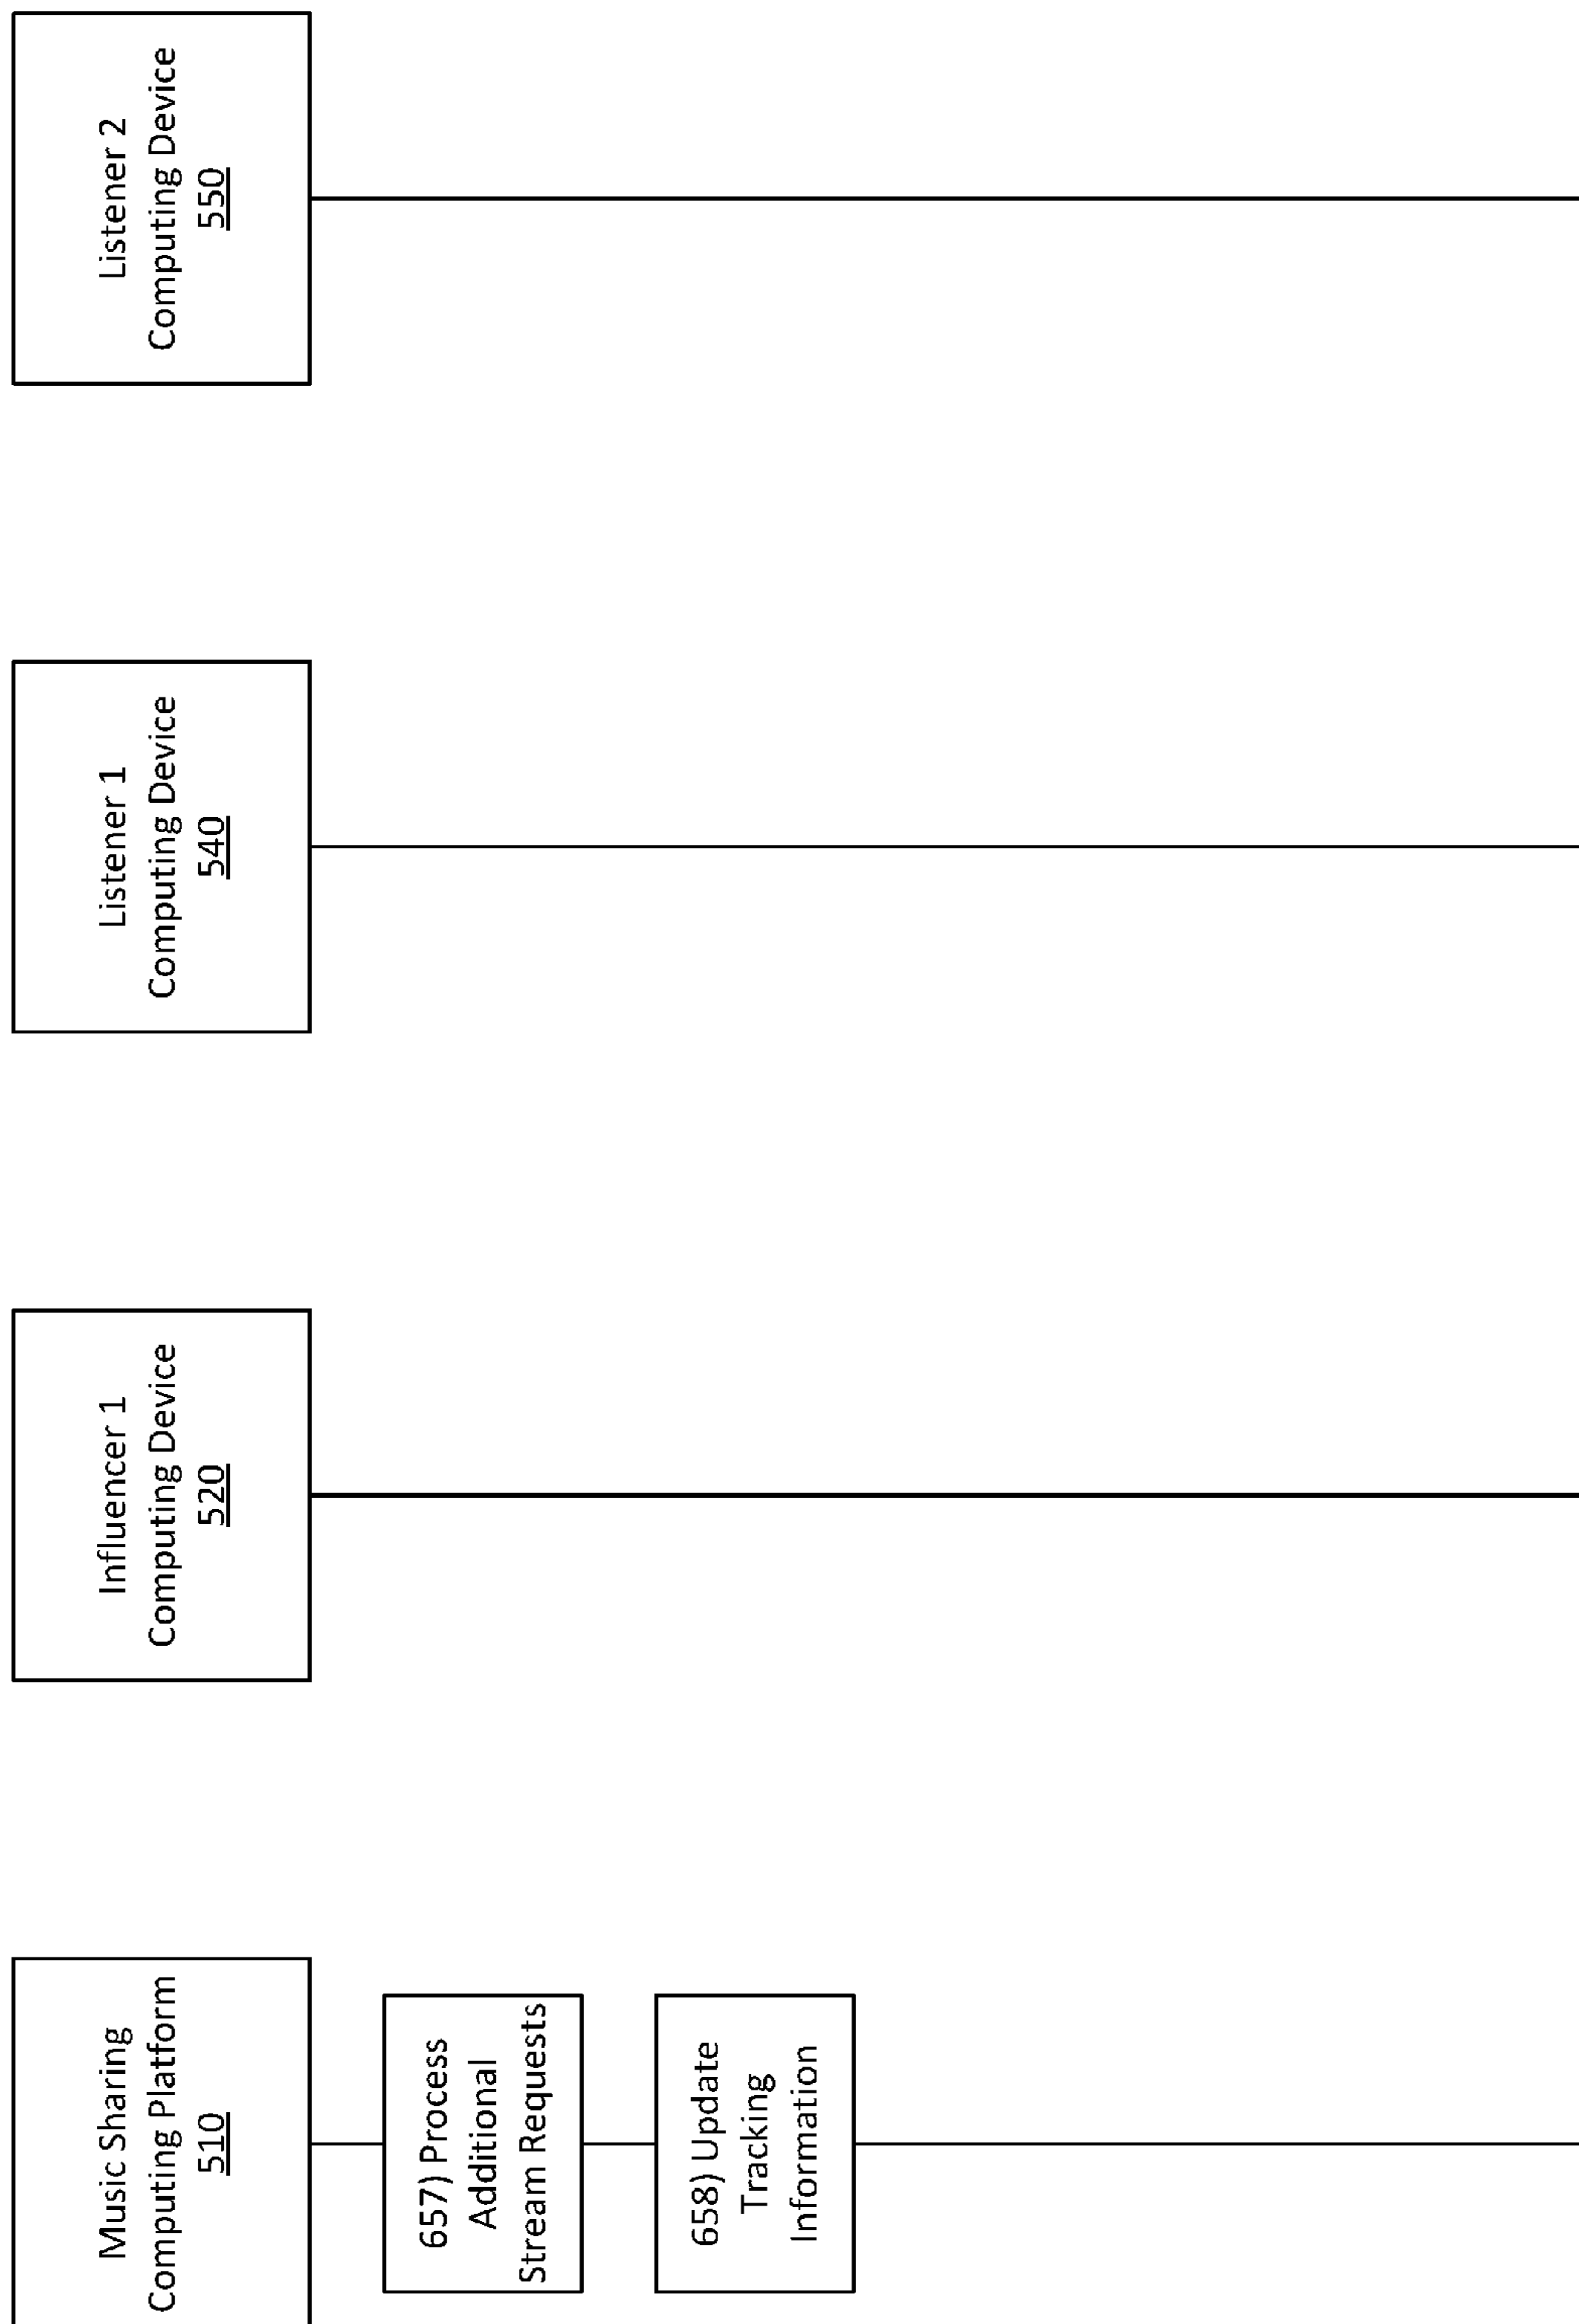 Music Sharing
Computing Platform
510
Influencer 1
Computing Device
520
Listener 1
Computing Device
540
Listener 2
Computing Device
550
657) Process
Additional
Stream Requests
658) Update
Tracking
Information